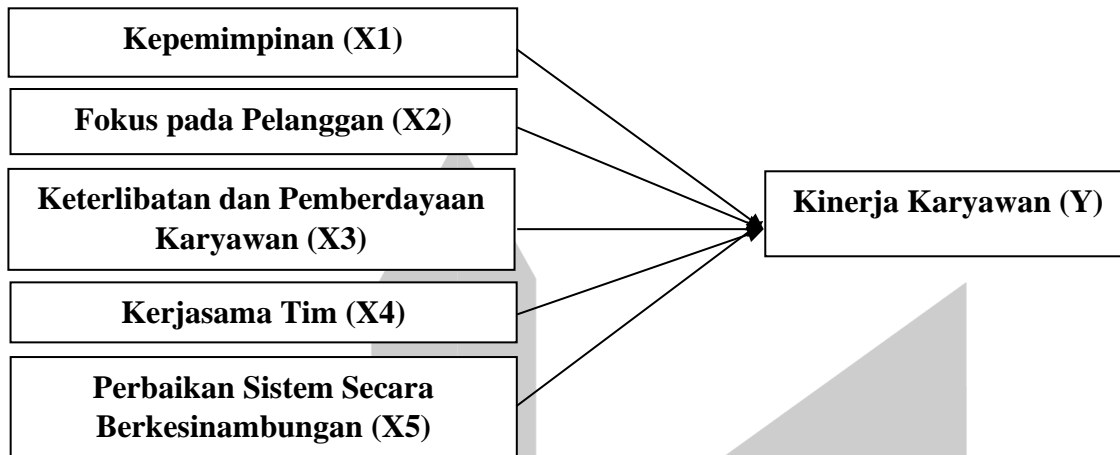 Kepemimpinan (X1)
Fokus pada Pelanggan (X2)
Keterlibatan dan Pemberdayaan
Karyawan (X3)
Kerjasama Tim (X4)
Perbaikan Sistem Secara
Berkesinambungan (X5)
Kinerja Karyawan (Y)